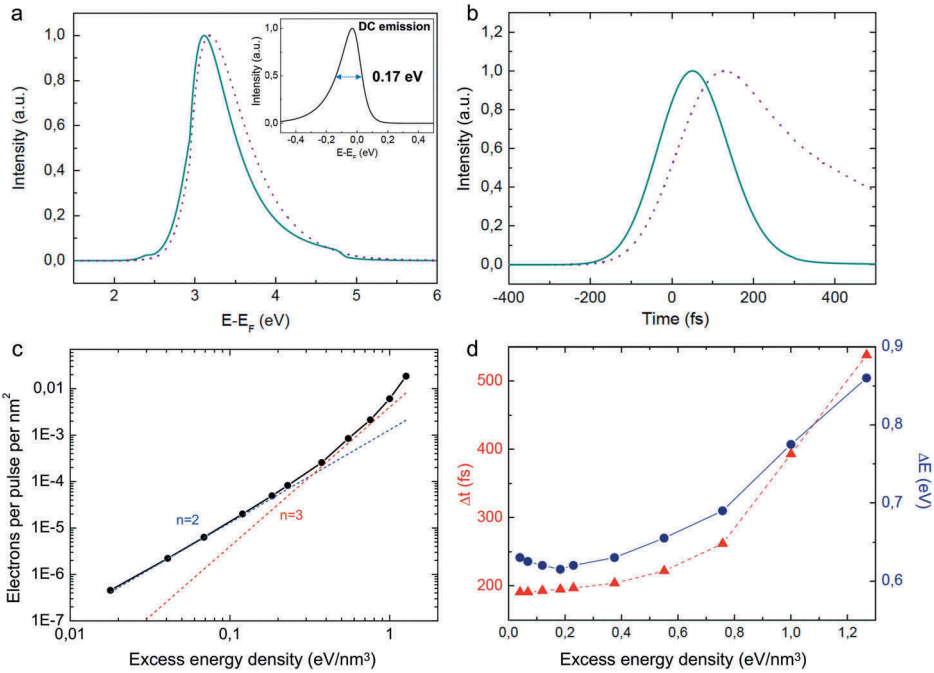 a
DC emission
0.17 eV
Intensity (a.u.)
1,0
0,5
0,0
-0,4 -0,2 0,0 0,2 0,4
E-EF (eV)
Intensity (a.u.)
1,0
0,8
0,6
0,4
0,2
0,0
2 3 4 5 6
E-EF (eV)
b
Intensity (a.u.)
1,2
1,0
0,8
0,6
0,4
0,2
0,0
-400 -200 0 200 400
Time (fs)
c
Electrons per pulse per nm²
0,01
1E-3
1E-4
1E-5
1E-6
1E-7
n=2
n=3
0,01 0,1 1
Excess energy density (eV/nm³)
d
Δt (fs)
500
400
300
200
0,9
0,8
0,7
0,6
ΔE (eV)
0,0 0,2 0,4 0,6 0,8 1,0 1,2
Excess energy density (eV/nm³)